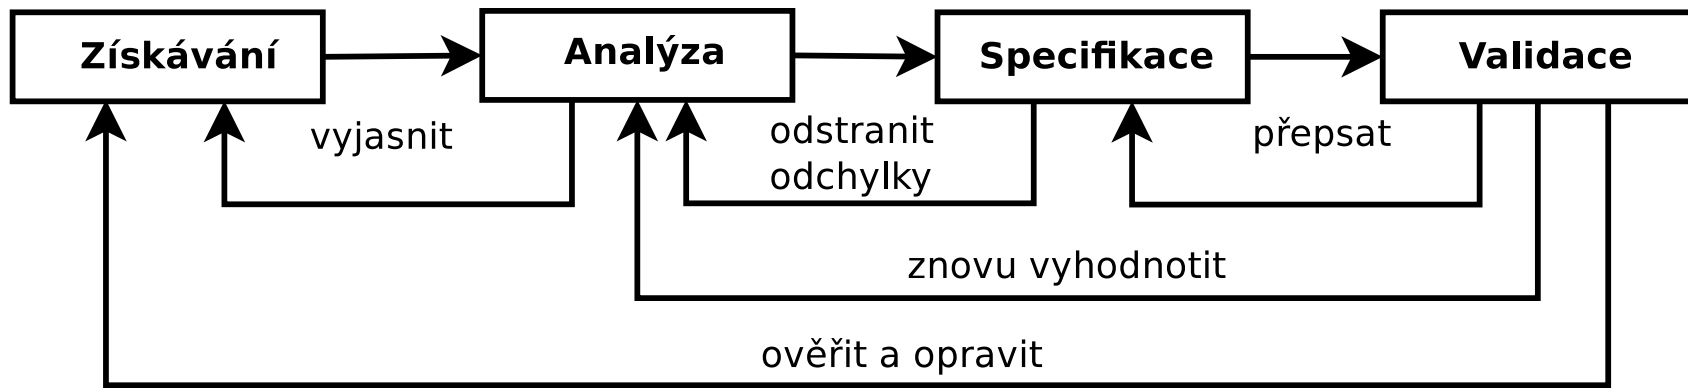 Získávání
Analýza
Specifikace
Validace
vyjasnit
odstranit
odchylky
přepsat
znovu vyhodnotit
ověřit a opravit